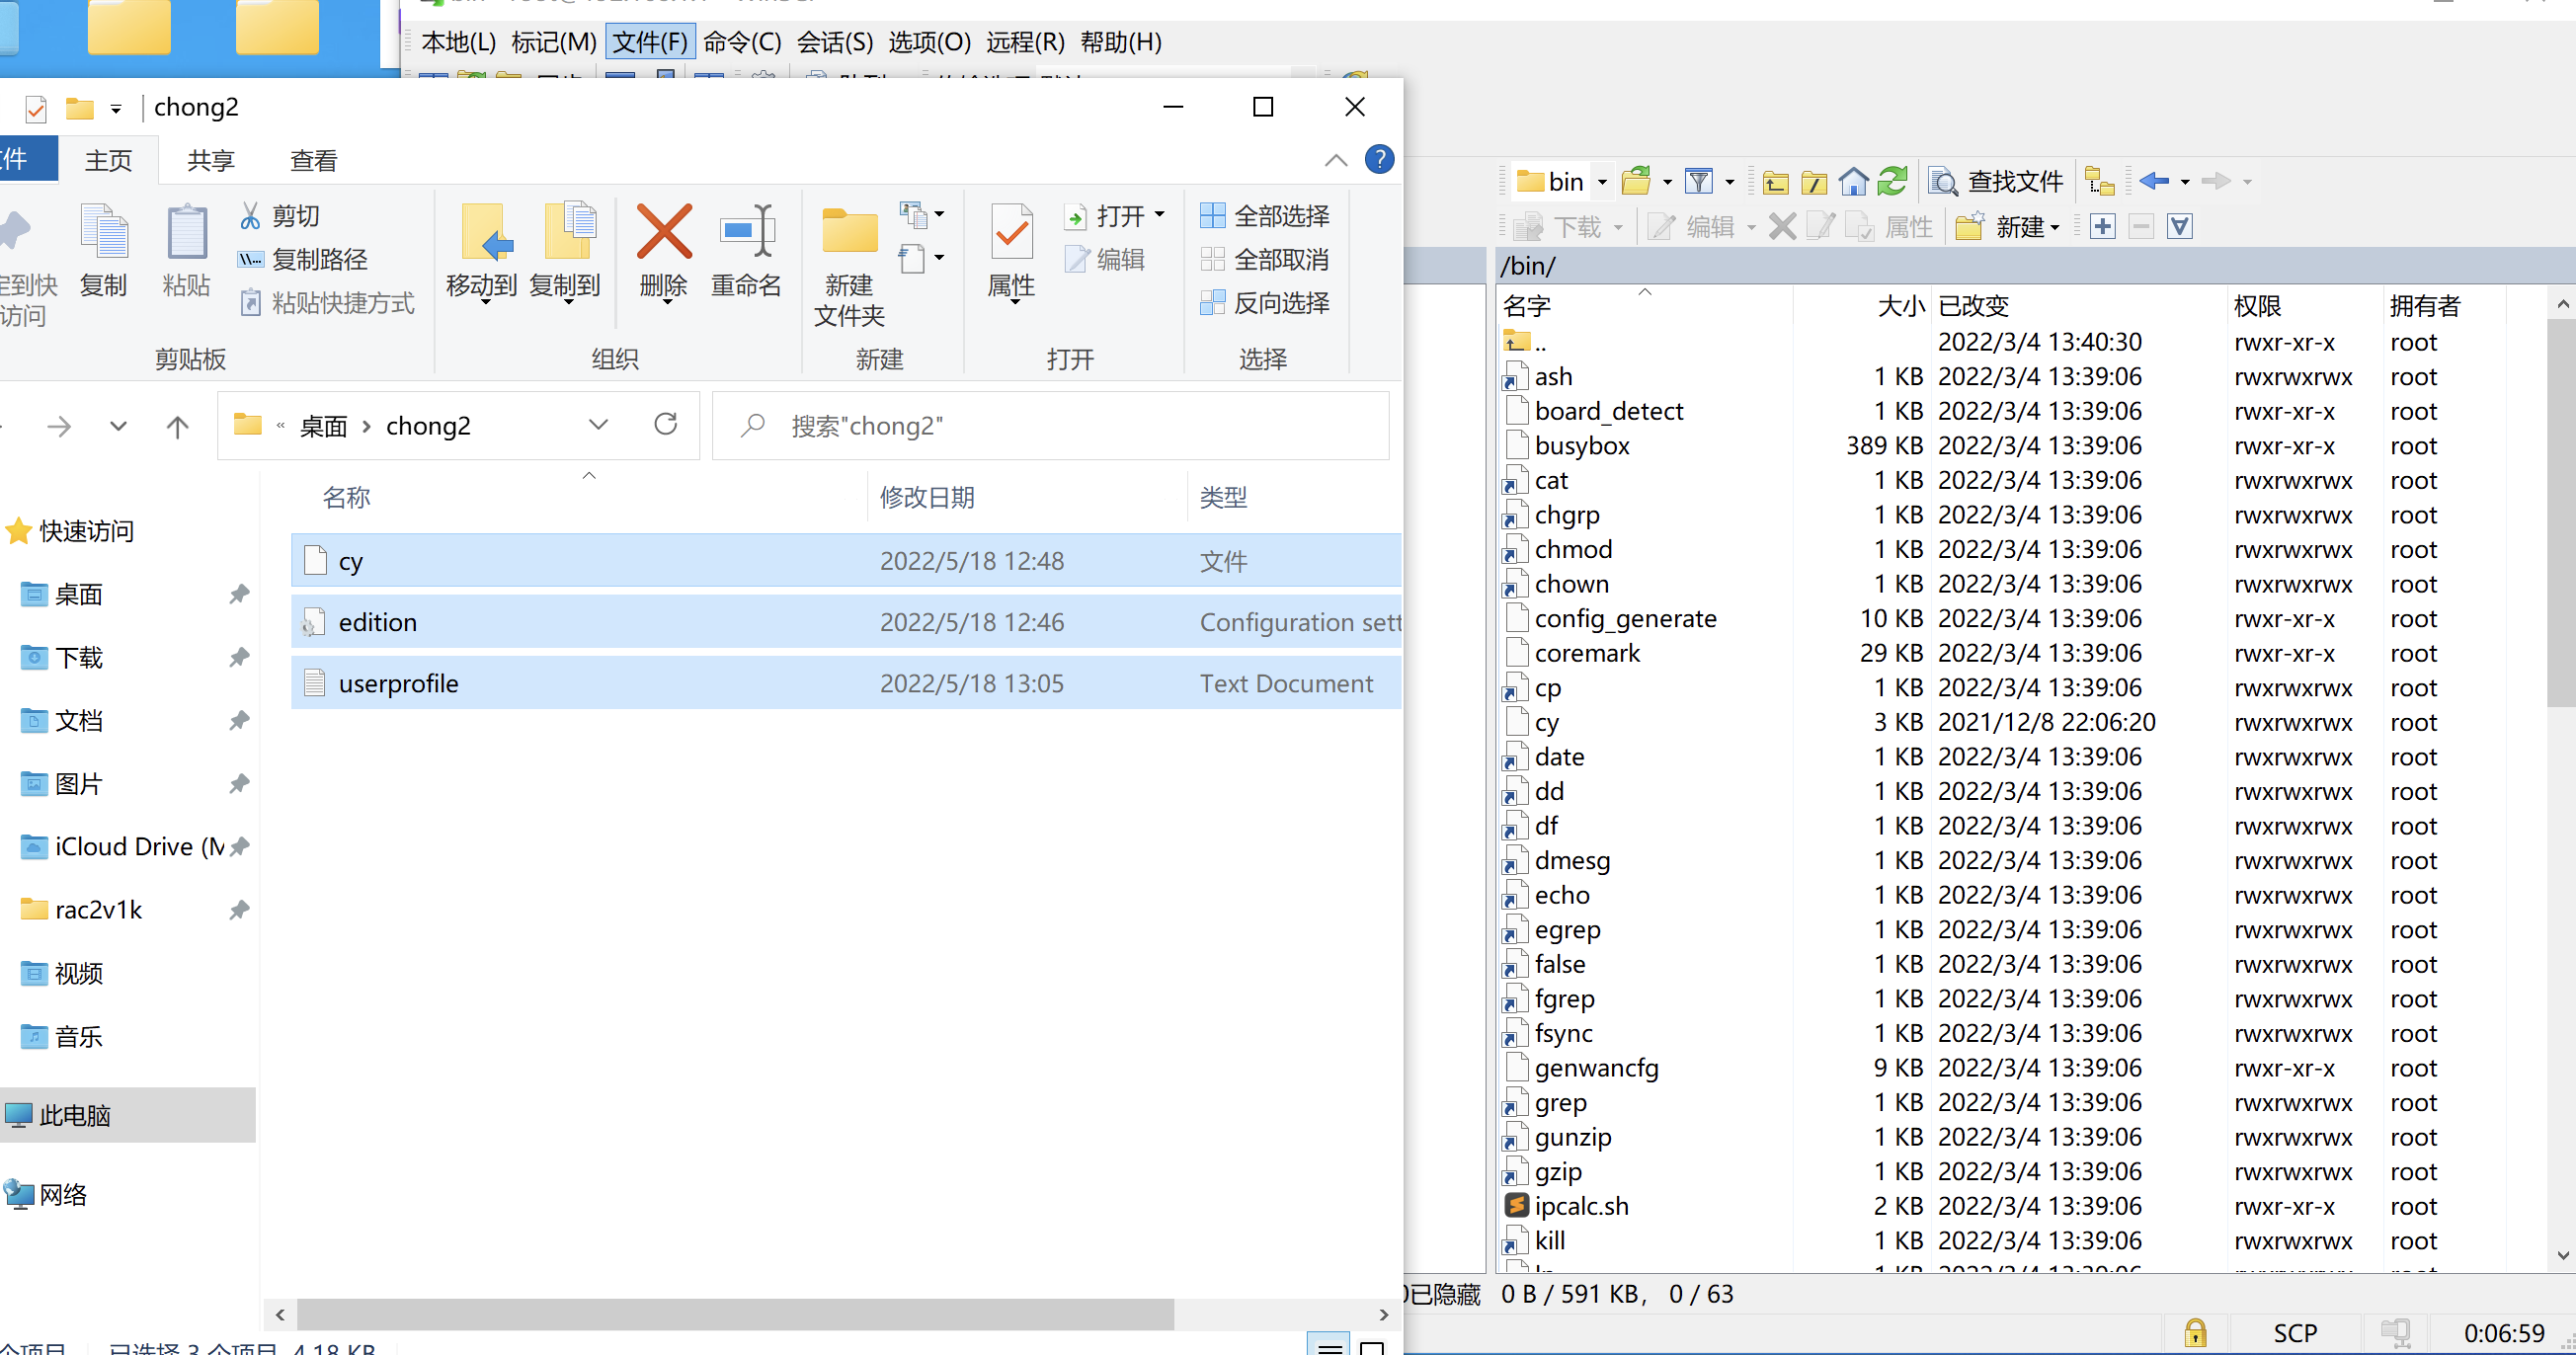 本地(L) 标记(M) 文件(F) 命令(C) 会话(S) 选项(O) 远程(R) 帮助(H)
chong2
件 主页 共享 查看
复制
粘贴
剪切
复制路径
粘贴快捷方式
移动到 复制到 删除 重命名
新建
文件夹
属性
打开
编辑
全部选择
全部取消
反向选择
定到快
访问
剪贴板 组织 新建 打开 选择
« 桌面 › chong2
搜索"chong2"
名称 修改日期 类型
cy 2022/5/18 12:48 文件
edition 2022/5/18 12:46 Configuration sett
userprofile 2022/5/18 13:05 Text Document
快速访问
桌面
下载
文档
图片
iCloud Drive (M
rac2v1k
视频
音乐
此电脑
网络
个项目 已选择 3 个项目 4.18 KB
bin 查找文件
下载 编辑 属性 新建
/bin/
名字 大小 已改变 权限 拥有者
.. 2022/3/4 13:40:30 rwxr-xr-x root
ash 1 KB 2022/3/4 13:39:06 rwxrwxrwx root
board_detect 1 KB 2022/3/4 13:39:06 rwxr-xr-x root
busybox 389 KB 2022/3/4 13:39:06 rwxr-xr-x root
cat 1 KB 2022/3/4 13:39:06 rwxrwxrwx root
chgrp 1 KB 2022/3/4 13:39:06 rwxrwxrwx root
chmod 1 KB 2022/3/4 13:39:06 rwxrwxrwx root
chown 1 KB 2022/3/4 13:39:06 rwxrwxrwx root
config_generate 10 KB 2022/3/4 13:39:06 rwxr-xr-x root
coremark 29 KB 2022/3/4 13:39:06 rwxr-xr-x root
cp 1 KB 2022/3/4 13:39:06 rwxrwxrwx root
cy 3 KB 2021/12/8 22:06:20 rwxrwxrwx root
date 1 KB 2022/3/4 13:39:06 rwxrwxrwx root
dd 1 KB 2022/3/4 13:39:06 rwxrwxrwx root
df 1 KB 2022/3/4 13:39:06 rwxrwxrwx root
dmesg 1 KB 2022/3/4 13:39:06 rwxrwxrwx root
echo 1 KB 2022/3/4 13:39:06 rwxrwxrwx root
egrep 1 KB 2022/3/4 13:39:06 rwxrwxrwx root
false 1 KB 2022/3/4 13:39:06 rwxrwxrwx root
fgrep 1 KB 2022/3/4 13:39:06 rwxrwxrwx root
fsync 1 KB 2022/3/4 13:39:06 rwxrwxrwx root
genwancfg 9 KB 2022/3/4 13:39:06 rwxr-xr-x root
grep 1 KB 2022/3/4 13:39:06 rwxrwxrwx root
gunzip 1 KB 2022/3/4 13:39:06 rwxrwxrwx root
gzip 1 KB 2022/3/4 13:39:06 rwxrwxrwx root
ipcalc.sh 2 KB 2022/3/4 13:39:06 rwxr-xr-x root
kill 1 KB 2022/3/4 13:39:06 rwxrwxrwx root
已隐藏 0 B / 591 KB， 0 / 63
SCP 0:06:59